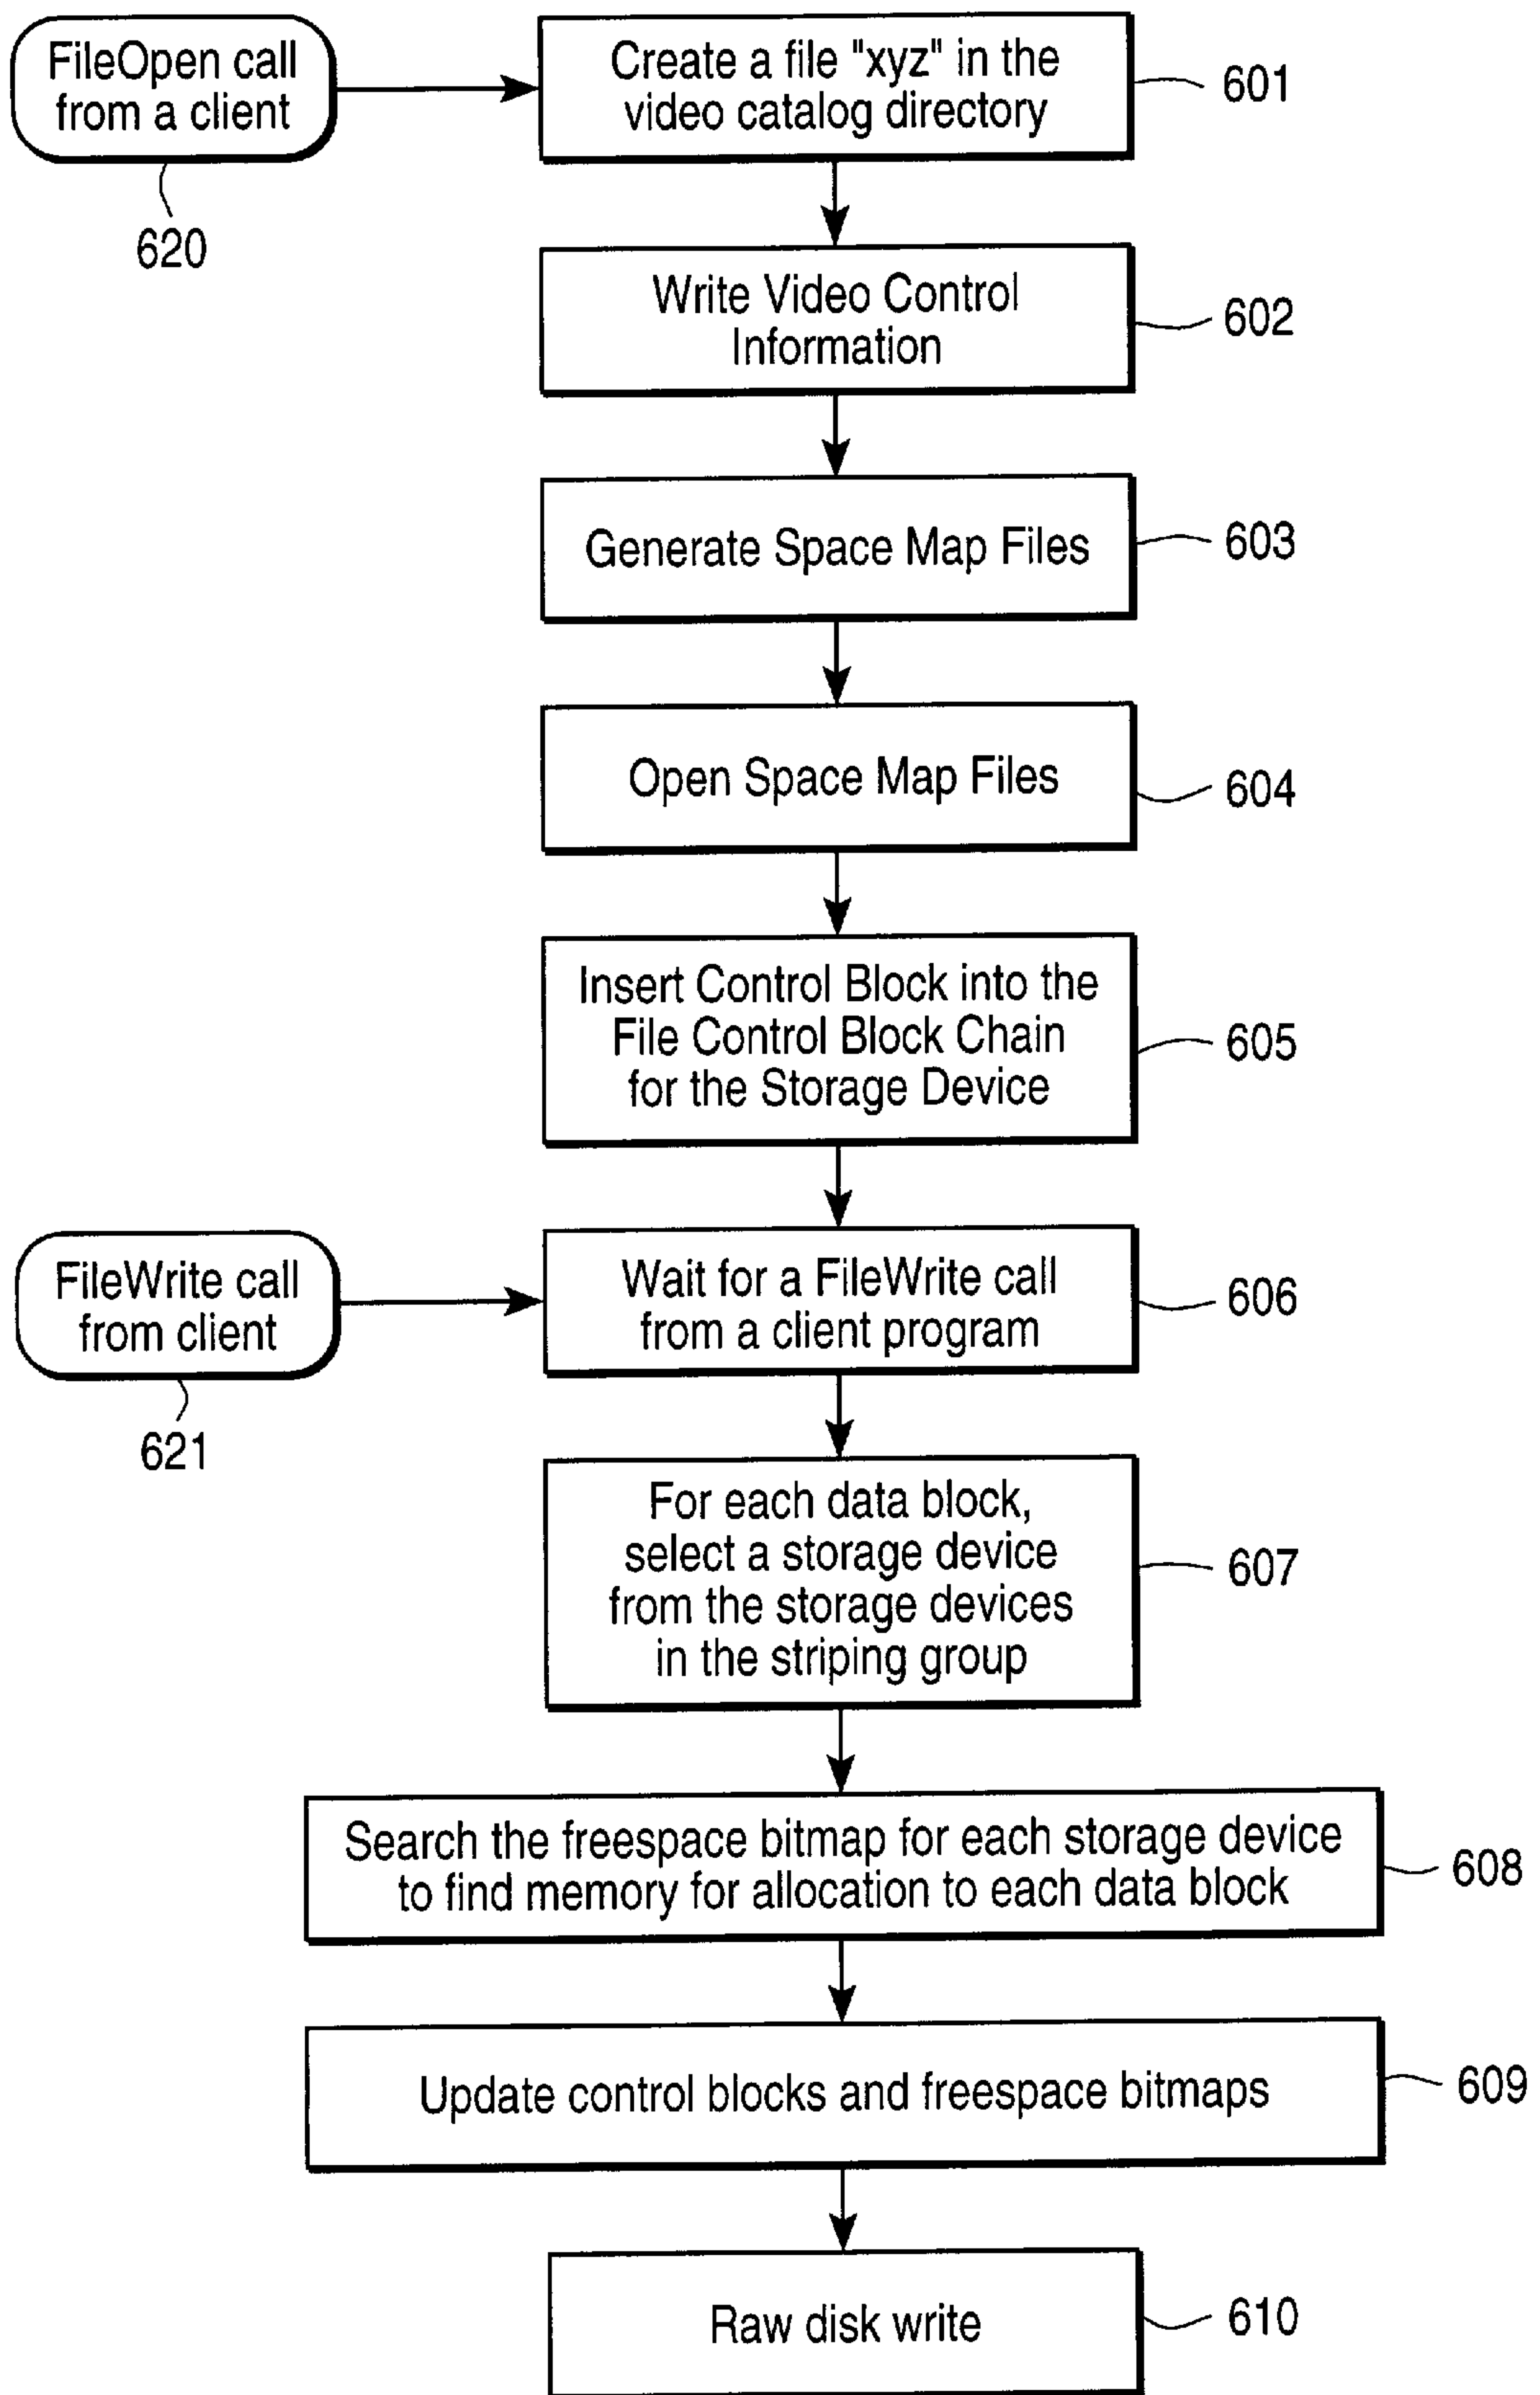 FileOpen call
from a client
620
Create a file "xyz" in the
video catalog directory
601
Write Video Control
Information
602
Generate Space Map Files
603
Open Space Map Files
604
Insert Control Block into the
File Control Block Chain
for the Storage Device
605
FileWrite call
from client
621
Wait for a FileWrite call
from a client program
606
For each data block,
select a storage device
from the storage devices
in the striping group
607
Search the freespace bitmap for each storage device
to find memory for allocation to each data block
608
Update control blocks and freespace bitmaps
609
Raw disk write
610